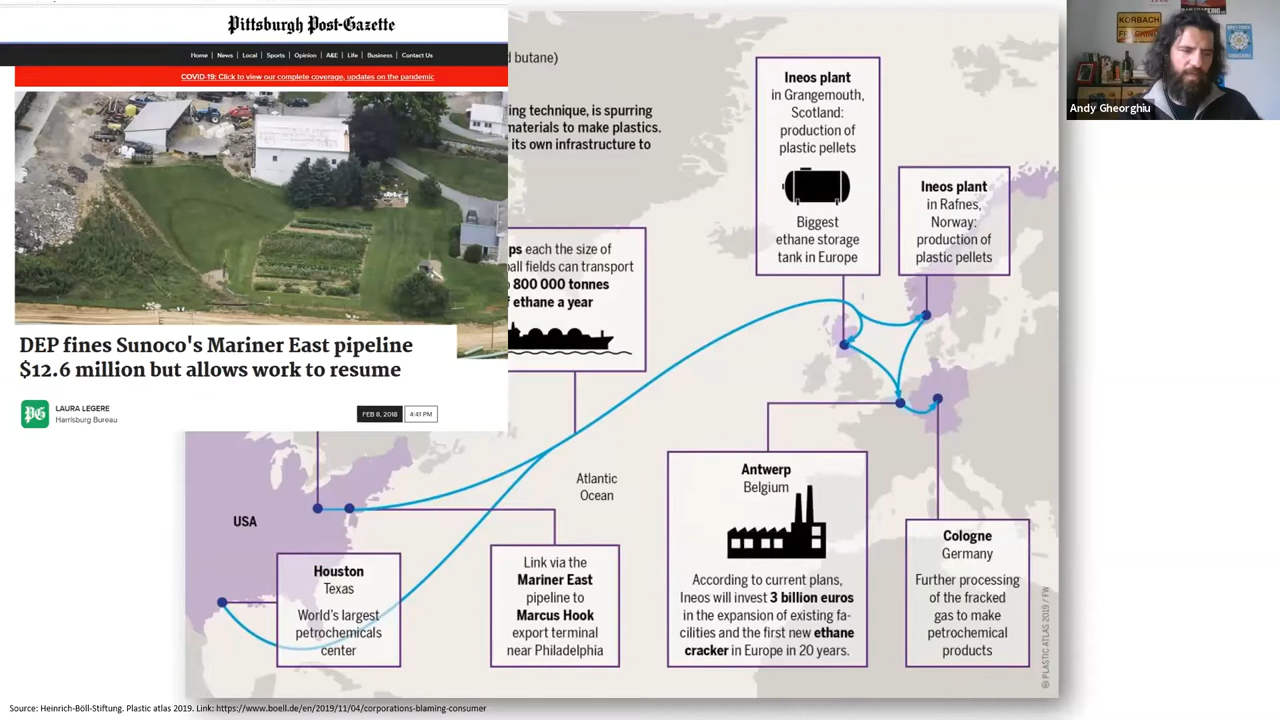 Pittsburgh Post-Gazette
Home | News | Local | Sports | Opinion | A&E | Life | Business | Contact Us
COVID-19: Click to view our complete coverage, updates on the pandemic
DEP fines Sunoco's Mariner East pipeline
$12.6 million but allows work to resume
PG
LAURA LEGERE
Harrisburg Bureau
FEB 8, 2018
4:41 PM
d butane)
ing technique, is spurring
materials to make plastics.
its own infrastructure to
ps each the size of
all fields can transport
800 000 tonnes
f ethane a year
Ineos plant
in Grangemouth,
Scotland:
production of
plastic pellets
Biggest
ethane storage
tank in Europe
Ineos plant
in Rafnes,
Norway:
production of
plastic pellets
Atlantic
Ocean
USA
Houston
Texas
World's largest
petrochemicals
center
Link via the
Mariner East
pipeline to
Marcus Hook
export terminal
near Philadelphia
Antwerp
Belgium
According to current plans,
Ineos will invest 3 billion euros
in the expansion of existing fa-
cilities and the first new ethane
cracker in Europe in 20 years.
Cologne
Germany
Further processing
of the fracked
gas to make
petrochemical
products
© PLASTIC ATLAS 2019 / FW
Source: Heinrich-Böll-Stiftung. Plastic atlas 2019. Link: https://www.boell.de/en/2019/11/04/corporations-blaming-consumer
KORBACH
Andy Gheorghiu